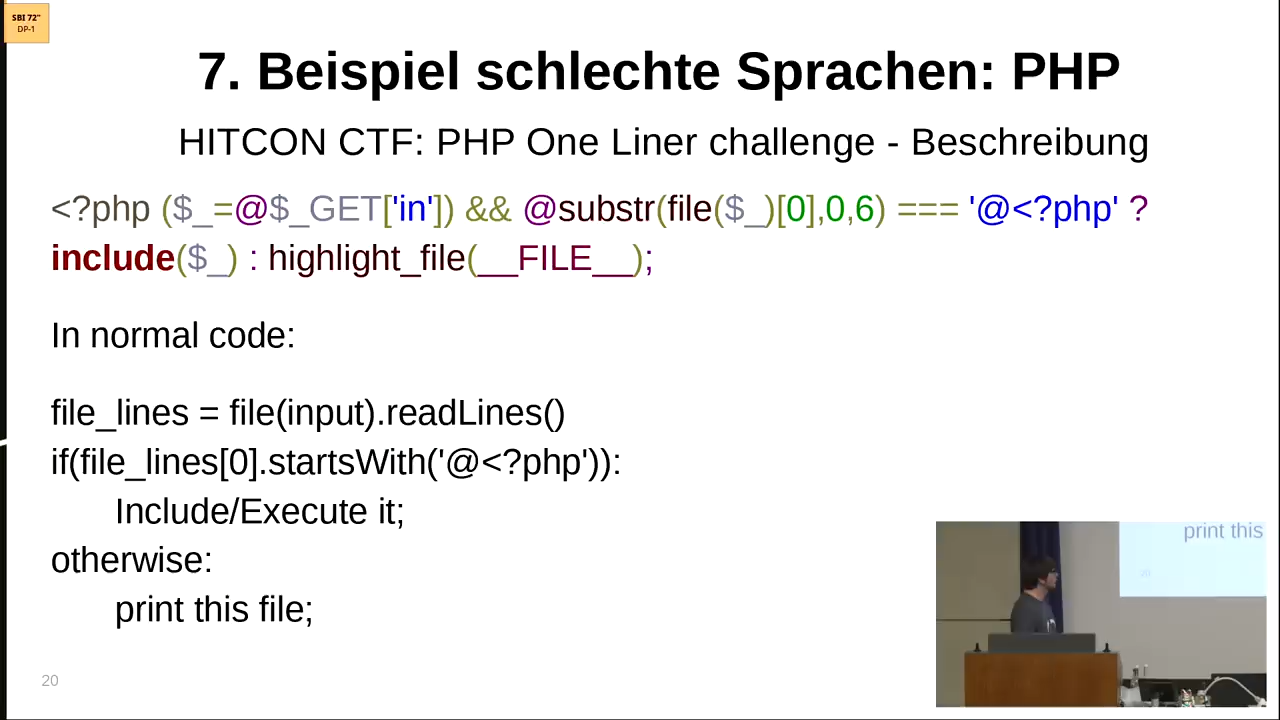 SBI 72"
DP-1
7. Beispiel schlechte Sprachen: PHP
HITCON CTF: PHP One Liner challenge - Beschreibung
<?php ($_=@$_GET['in']) && @substr(file($_)[0],0,6) === '@<?php' ?
include($_) : highlight_file(__FILE__);
In normal code:
file_lines = file(input).readLines()
if(file_lines[0].startsWith('@<?php')):
Include/Execute it;
otherwise:
print this file;
print this
20
20